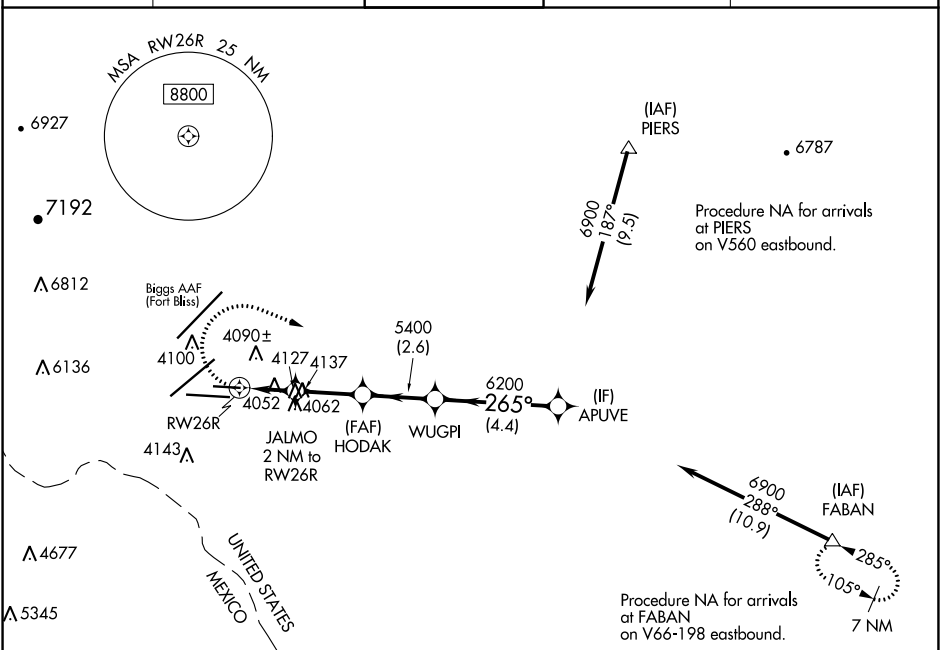 MSA RW26R 25 NM
8800
6927
7192
6812
6136
(IAF)
PIERS
6787
6900
187°
(9.5)
Procedure NA for arrivals
at PIERS
on V560 eastbound.
Biggs AAF
(Fort Bliss)
4100
4090±
4127
4137
4052
4062
RW26R
4143
JALMO
2 NM to
RW26R
(FAF)
HODAK
5400
(2.6)
WUGPI
6200
265°
(4.4)
(IF)
APUVE
6900
288°
(10.9)
(IAF)
FABAN
285°
105°
7 NM
4677
5345
UNITED STATES
MEXICO
Procedure NA for arrivals
at FABAN
on V66-198 eastbound.